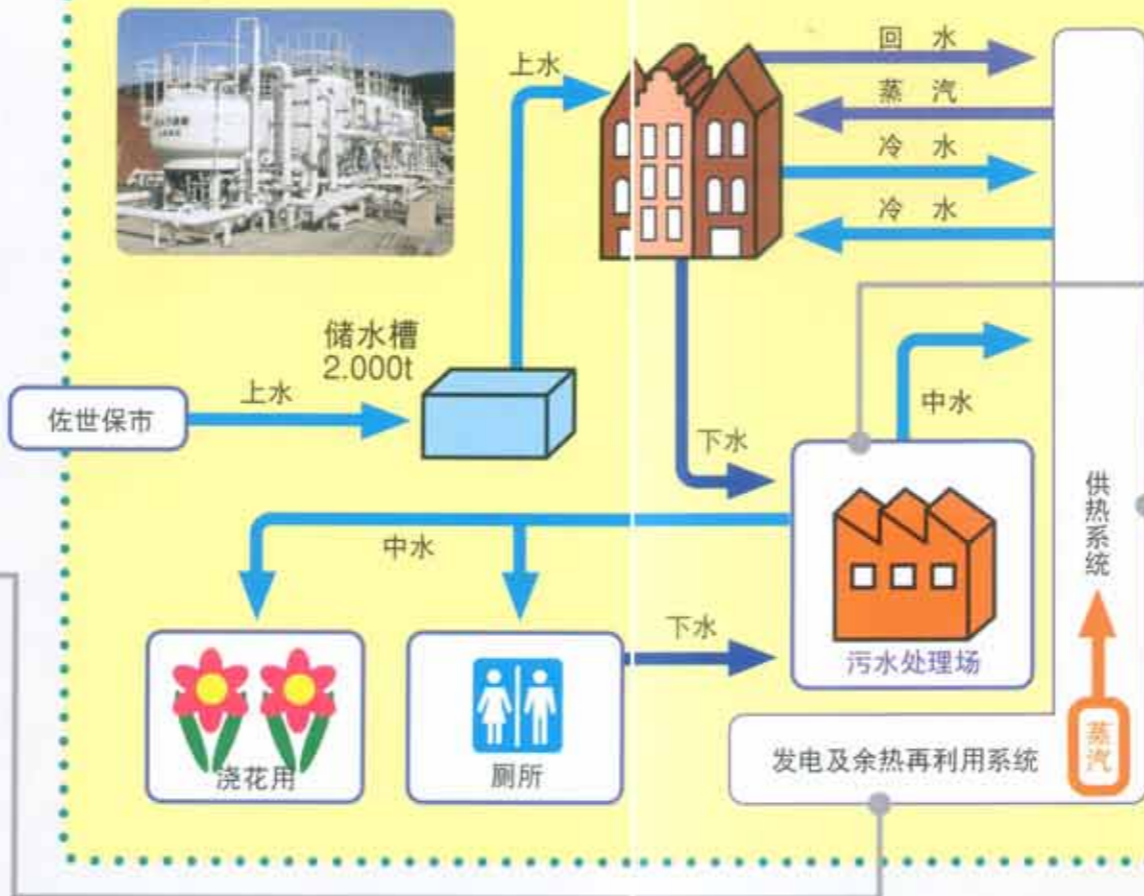 上水
回水
蒸汽
冷水
冷水
储水槽
2.000t
佐世保市
上水
中水
下水
供热系统
中水
下水
污水处理场
浇花用
厕所
发电及余热再利用系统
蒸汽